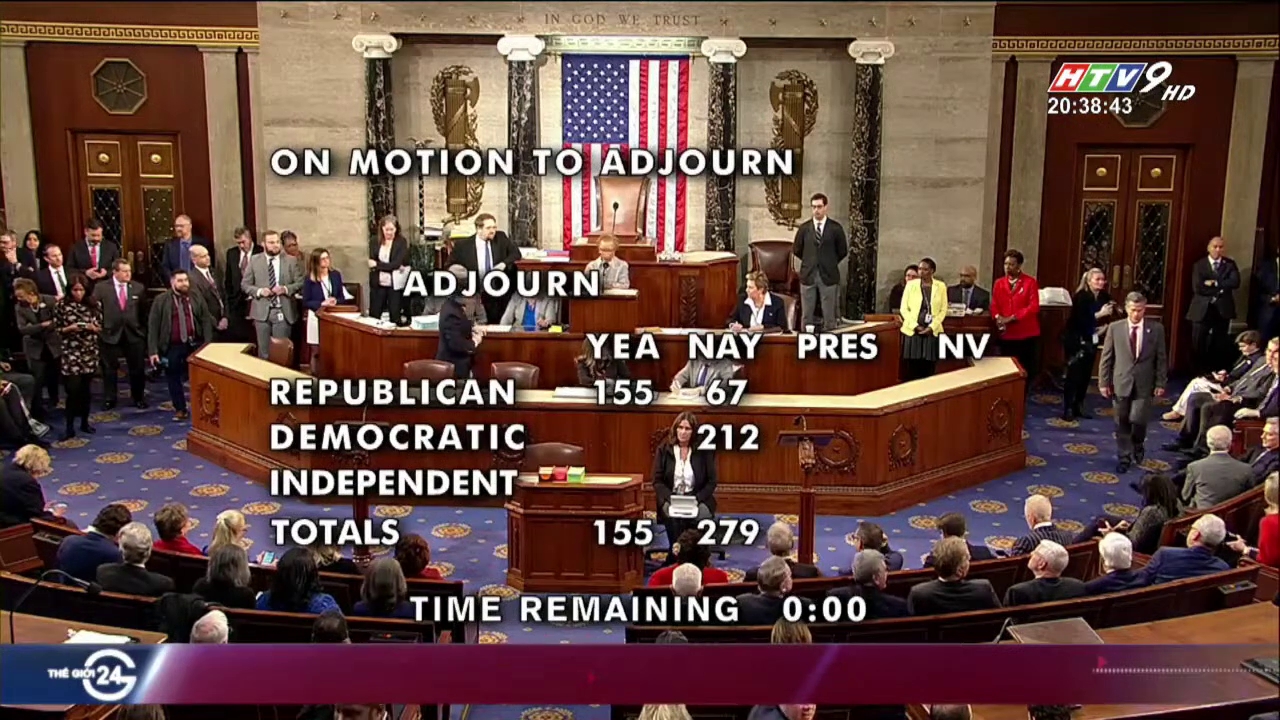 IN GOD WE TRUST
HTV9 HD
20:38:43
ON MOTION TO ADJOURN
ADJOURN
YEA NAY PRES NV
REPUBLICAN 155 67
DEMOCRATIC 212
INDEPENDENT
TOTALS 155 279
TIME REMAINING 0:00
THẾ GIỚI 24G